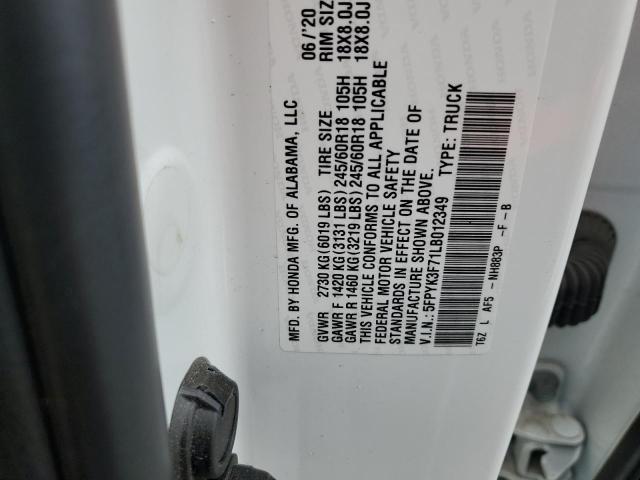 MFD. BY HONDA MFG. OF ALABAMA, LLC 06/'20
GVWR 2730 KG(6019 LBS) TIRE SIZE RIM SIZ
GAWR F 1420 KG(3131 LBS) 245/60R18 105H 18X8.0J
GAWR R 1460 KG(3219 LBS) 245/60R18 105H 18X8.0J
THIS VEHICLE CONFORMS TO ALL APPLICABLE
FEDERAL MOTOR VEHICLE SAFETY
STANDARDS IN EFFECT ON THE DATE OF
MANUFACTURE SHOWN ABOVE.
V.I.N.: 5FPYK3F71LB012349 TYPE: TRUCK
T6Z L AF5 - NH883P -F-B